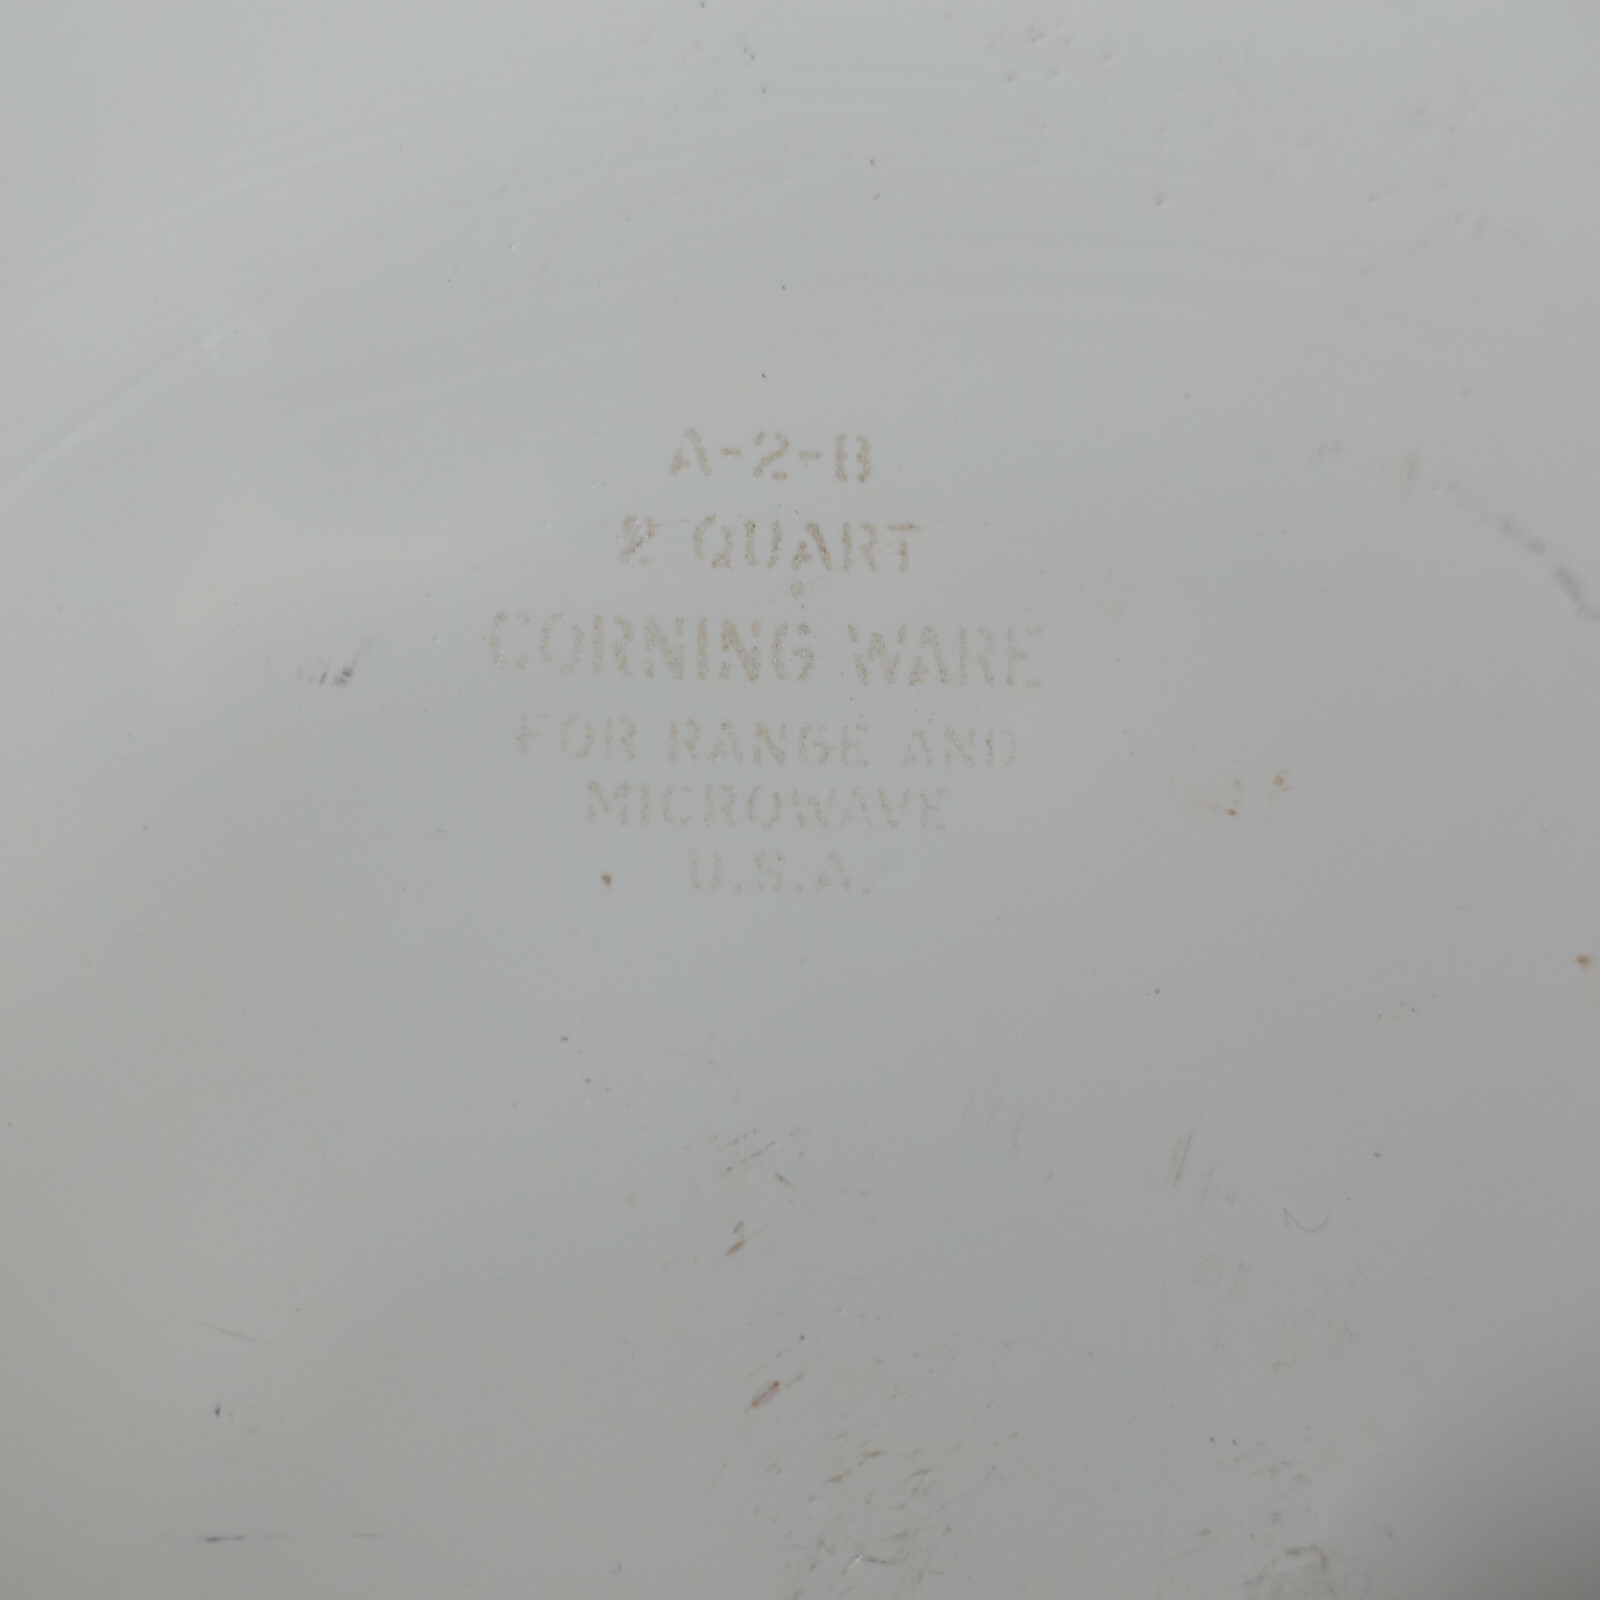 A-2-B
2 QUART
CORNING WARE
FOR RANGE AND
MICROWAVE
U.S.A.